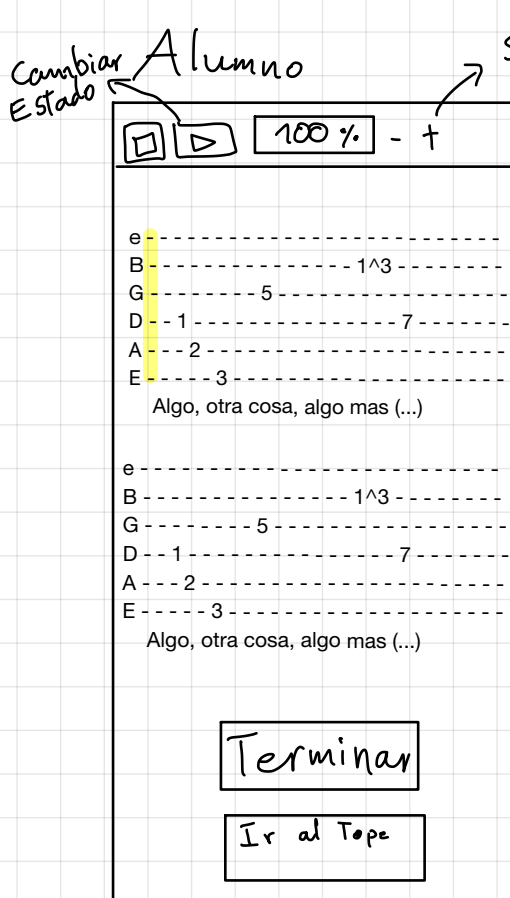 Alumno
S
Cambiar
Estado
100 % - +
e - - - - - - - - - - - - - - - - - - - - - - - - - - -
B - - - - - - - - - - - - - - - - 1^3 - - - - - - - -
G - - - - - - - - 5 - - - - - - - - - - - - - - - - - -
D - - 1 - - - - - - - - - - - - - - - - - 7 - - - - - - -
A - - - 2 - - - - - - - - - - - - - - - - - - - - - - -
E - - - - - 3 - - - - - - - - - - - - - - - - - - - - -
Algo, otra cosa, algo mas (...)
e - - - - - - - - - - - - - - - - - - - - - - - - - - -
B - - - - - - - - - - - - - - - - 1^3 - - - - - - - -
G - - - - - - - - 5 - - - - - - - - - - - - - - - - - -
D - - 1 - - - - - - - - - - - - - - - - - 7 - - - - - - -
A - - - 2 - - - - - - - - - - - - - - - - - - - - - - -
E - - - - - 3 - - - - - - - - - - - - - - - - - - - - -
Algo, otra cosa, algo mas (...)
Terminar
Ir al Tope